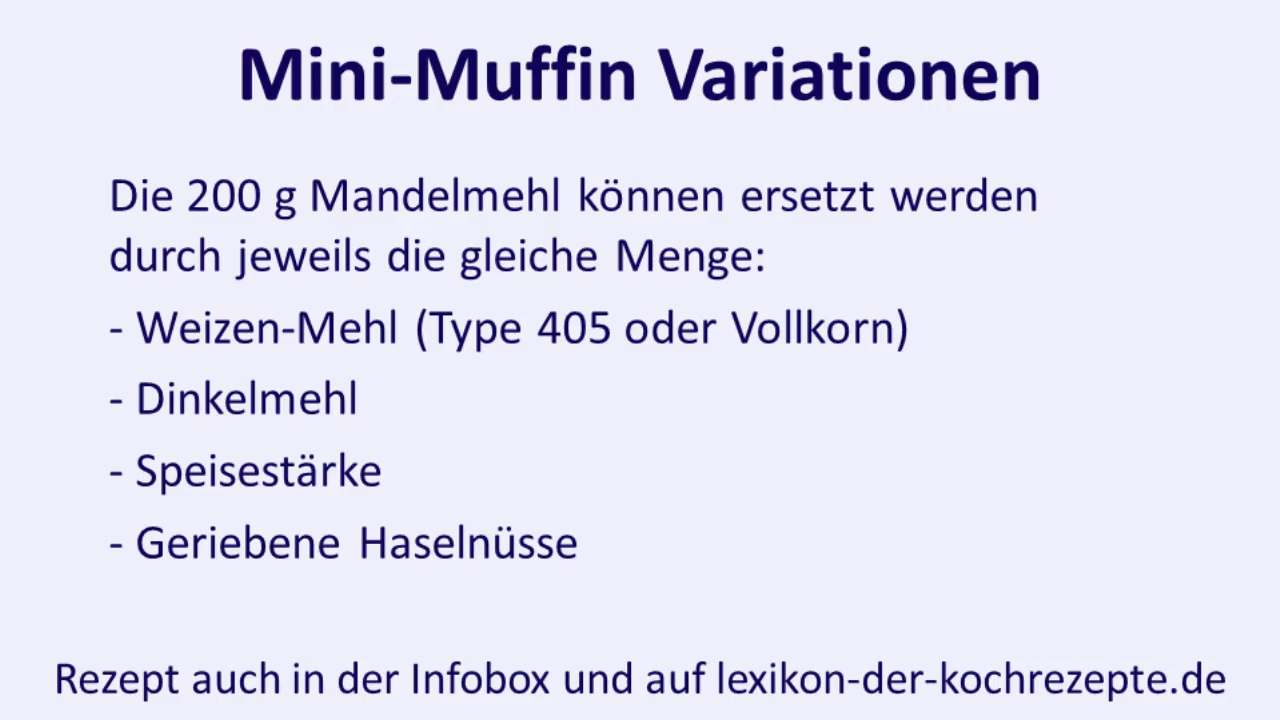 Mini-Muffin Variationen
Die 200 g Mandelmehl können ersetzt werden
durch jeweils die gleiche Menge:
- Weizen-Mehl (Type 405 oder Vollkorn)
- Dinkelmehl
- Speisestärke
- Geriebene Haselnüsse
Rezept auch in der Infobox und auf lexikon-der-kochrezepte.de